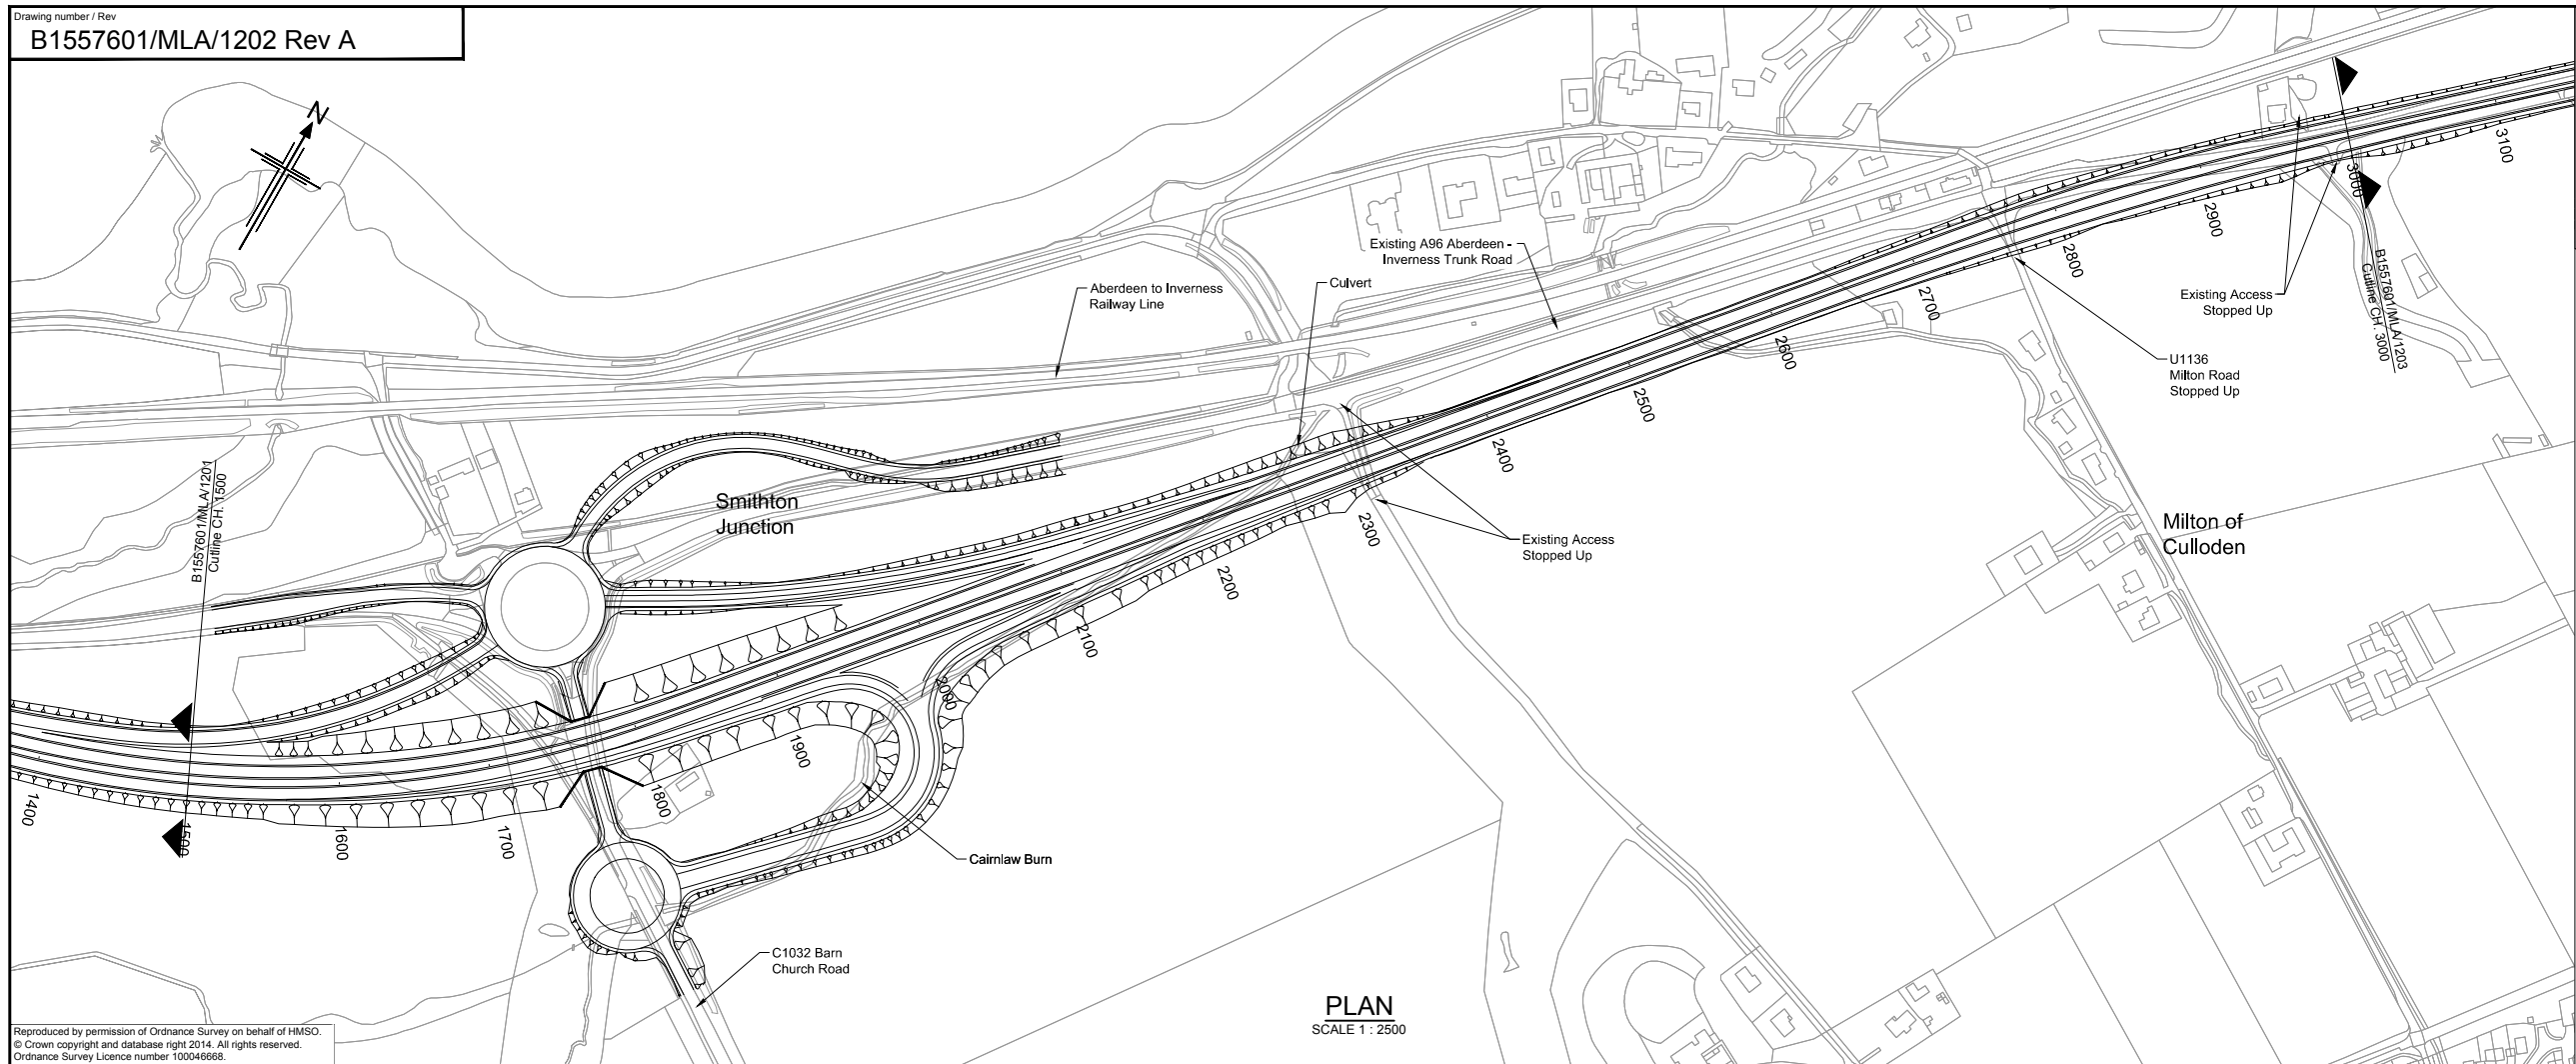 Drawing number / Rev
B1557601/MLA/1202 Rev A
N
Existing A96 Aberdeen -
Inverness Trunk Road
Aberdeen to Inverness
Railway Line
Culvert
3100
3000
2900
2800
2700
2600
2500
2400
2300
2200
2100
2000
1900
1800
1700
1600
1500
1400
Existing Access
Stopped Up
B1557601/MLA/1203
Cutline CH. 3000
U1136
Milton Road
Stopped Up
B1557601/MLA/1201
Cutline CH. 1500
Smithton
Junction
Existing Access
Stopped Up
Milton of
Culloden
Cairnlaw Burn
C1032 Barn
Church Road
PLAN
SCALE 1 : 2500
Reproduced by permission of Ordnance Survey on behalf of HMSO.
© Crown copyright and database right 2014. All rights reserved.
Ordnance Survey Licence number 100046668.